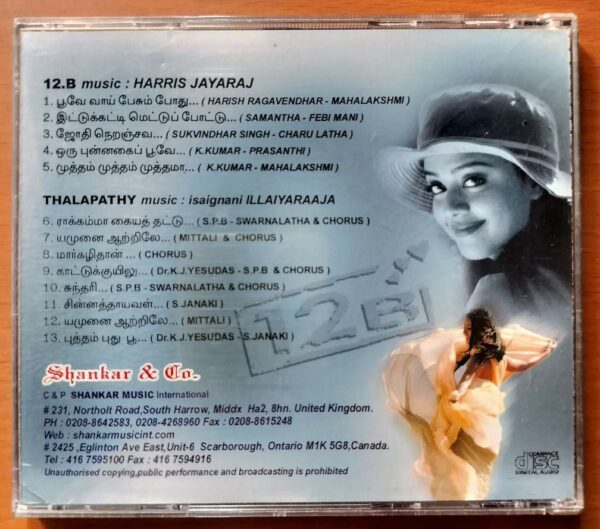 12.B music : HARRIS JAYARAJ
1. பூவே வாய் பேசும் போது... ( HARISH RAGAVENDHAR - MAHALAKSHMI )
2. இட்டுக்கட்டி மெட்டுப் போட்டு... ( SAMANTHA - FEBI MANI )
3. ஜோதி நெறஞ்சவ... ( SUKVINDHAR SINGH - CHARU LATHA )
4. ஒரு புன்னகைப் பூவே... ( K.KUMAR - PRASANTHI )
5. முத்தம் முத்தம் முத்தமா... ( K.KUMAR - MAHALAKSHMI )
THALAPATHY music : isaignani ILLAIYARAAJA
6. ராக்கம்மா கையத் தட்டு... ( S.P.B - SWARNALATHA & CHORUS )
7. யமுனை ஆற்றிலே... ( MITTALI & CHORUS )
8. மார்கழிதான் ... ( CHORUS )
9. காட்டுக்குயிலு... ( Dr.K.J.YESUDAS - S.P.B & CHORUS )
10. சுந்தரி... ( S.P.B - SWARNALATHA & CHORUS )
11. சின்னத்தாயவள்... ( S.JANAKI )
12. யமுனை ஆறிலே... ( MITTALI )
13. புத்தம் புது பூ... ( Dr.K.J.YESUDAS - S.JANAKI )
12B
Shankar & Co.
C & P SHANKAR MUSIC International
# 231, Northolt Road,South Harrow, Middx Ha2, 8hn. United Kingdom.
PH : 0208-8642583, 0208-4268960 Fax : 0208-8615248
Web : shankarmusicint.com
# 2425 ,Eglinton Ave East,Unit-6 Scarborough, Ontario M1K 5G8,Canada.
Tel : 416 7595100 Fax : 416 7594916
Unauthorised copying,public performance and broadcasting is prohibited
COMPACT
disc
DIGITAL AUDIO